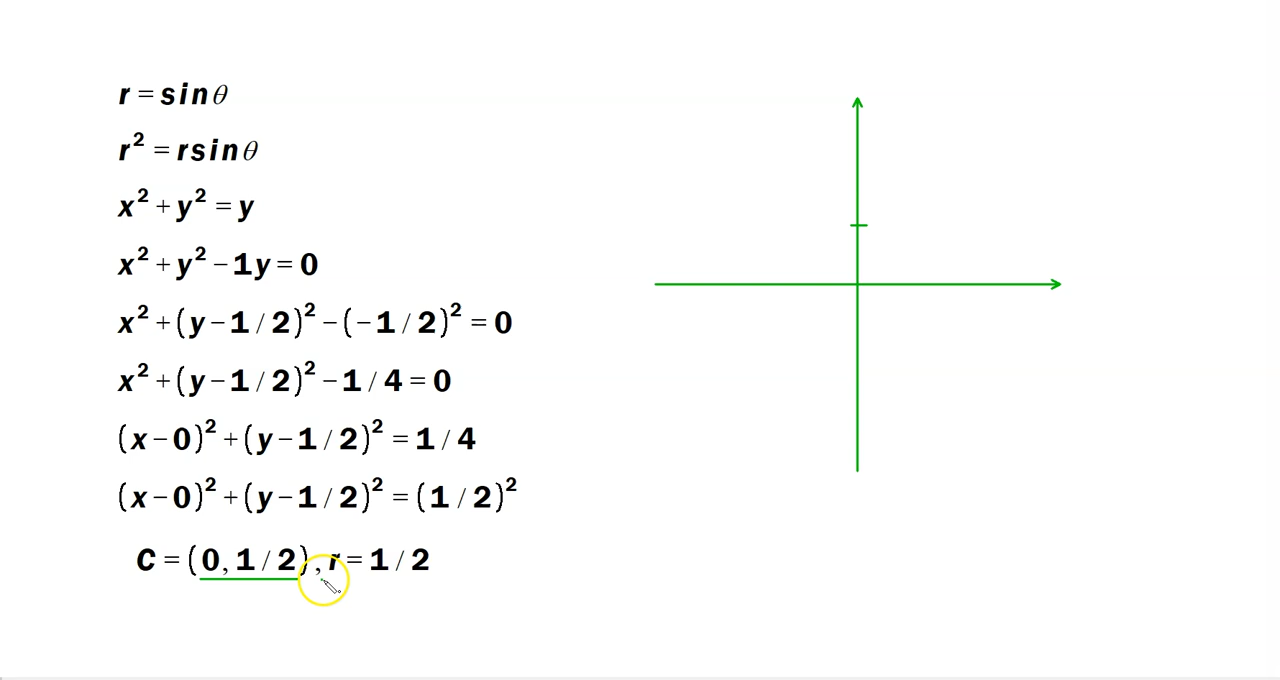 r = sinθ
r² = rsinθ
x² + y² = y
x² + y² − 1y = 0
x² + (y − 1/2)² − (−1/2)² = 0
x² + (y − 1/2)² − 1/4 = 0
(x − 0)² + (y − 1/2)² = 1/4
(x − 0)² + (y − 1/2)² = (1/2)²
C = (0, 1/2), r = 1/2